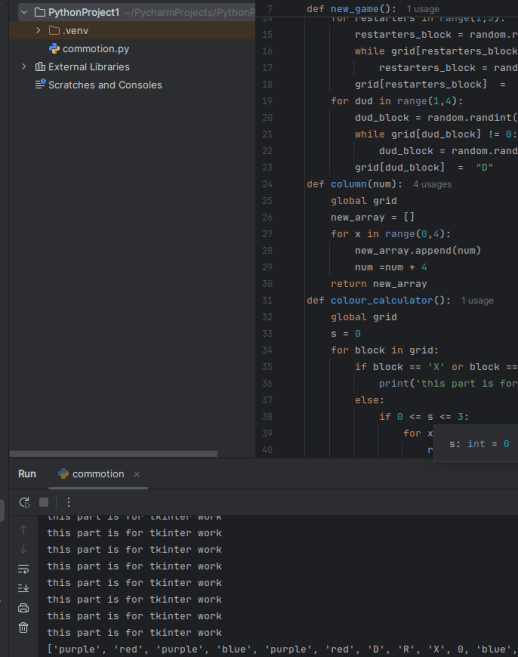 PythonProject1 ~/PycharmProjects/PythonP
.venv
commotion.py
External Libraries
Scratches and Consoles
7 def new_game(): 1 usage
14 for restarters in range(1,3):
15 restarters_block = random.r
16 while grid[restarters_block
17 restarters_block = rand
18 grid[restarters_block] =
19 for dud in range(1,4):
20 dud_block = random.randint(
21 while grid[dud_block] != 0:
22 dud_block = random.rand
23 grid[dud_block] = "D"
24 def column(num): 4 usages
25 global grid
26 new_array = []
27 for x in range(0,4):
28 new_array.append(num)
29 num =num + 4
30 return new_array
31 def colour_calculator(): 1 usage
32 global grid
33 s = 0
34 for block in grid:
35 if block == 'X' or block ==
36 print('this part is for
37 else:
38 if 0 <= s <= 3:
39 for x
40 r
s: int = 0
Run commotion
this part is for tkinter work
this part is for tkinter work
this part is for tkinter work
this part is for tkinter work
this part is for tkinter work
this part is for tkinter work
this part is for tkinter work
this part is for tkinter work
['purple', 'red', 'purple', 'blue', 'purple', 'red', 'D', 'R', 'X', 0, 'blue',